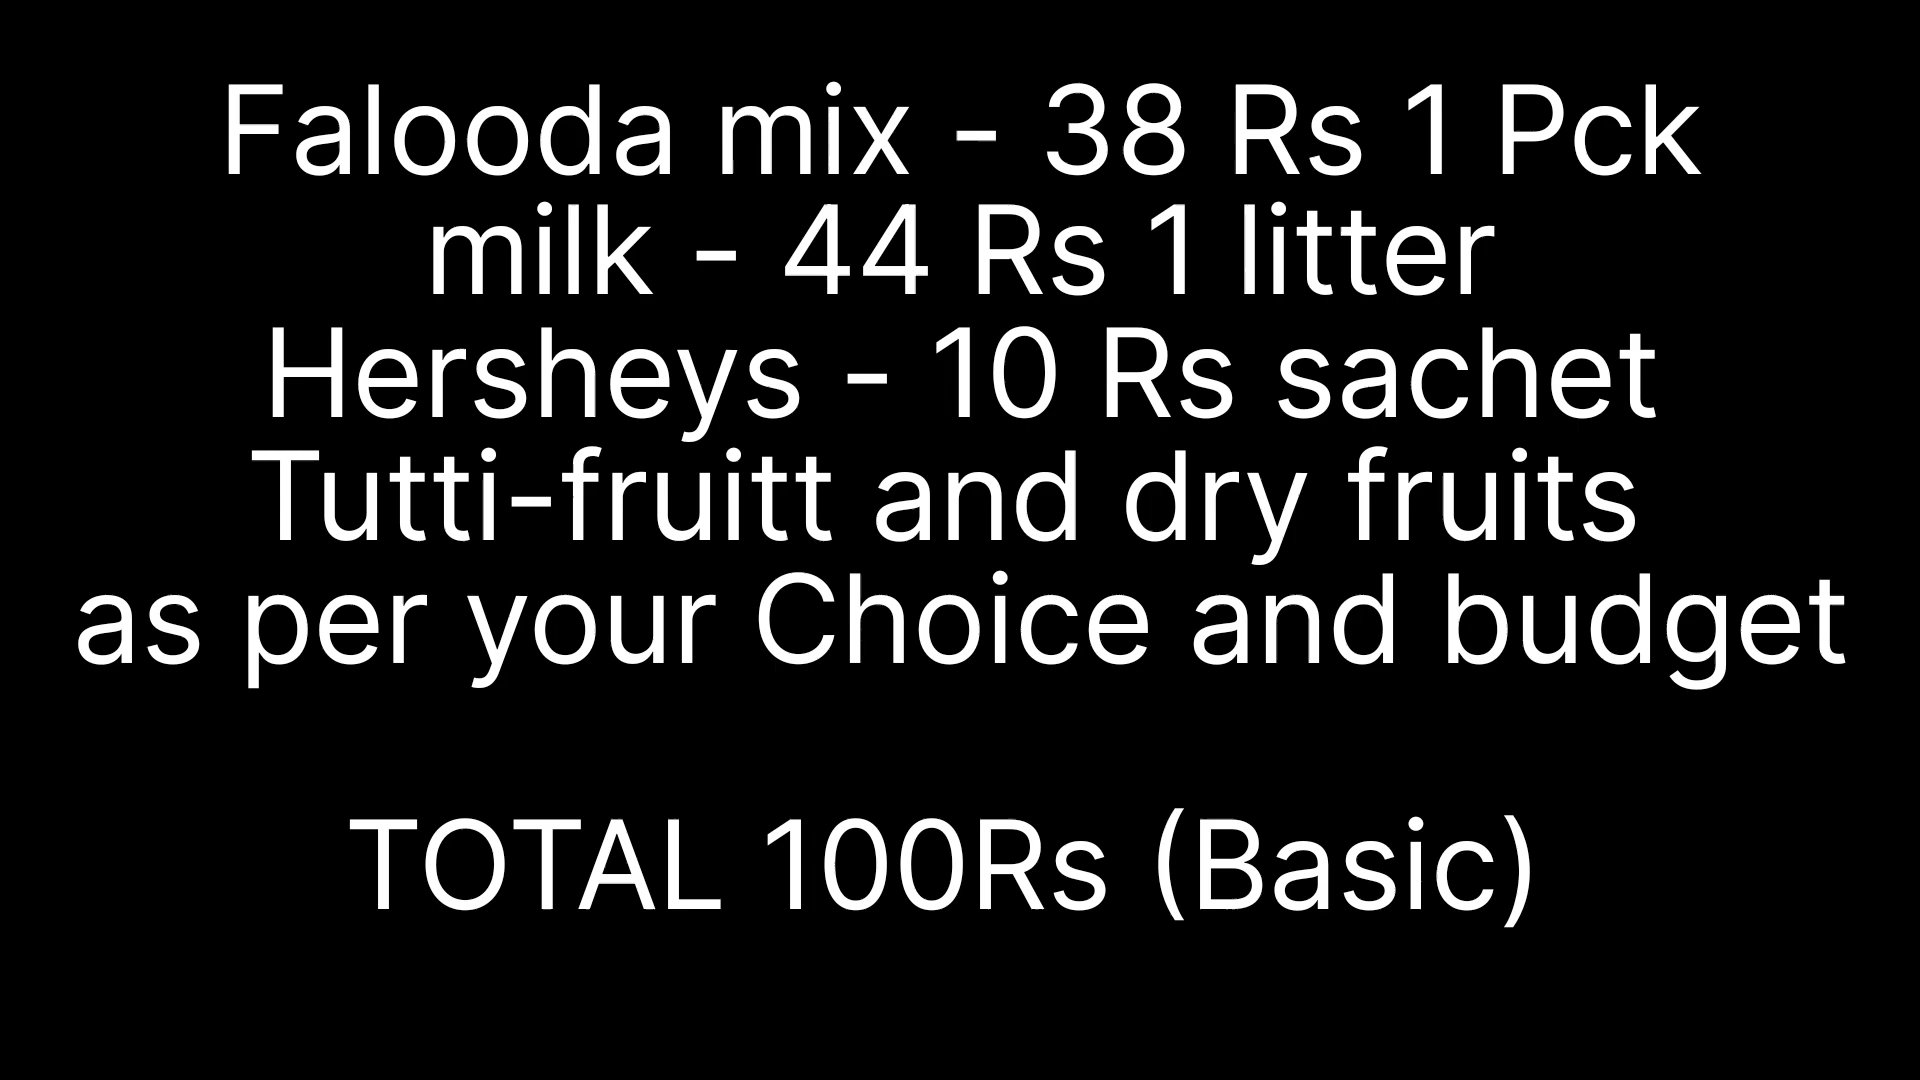 Falooda mix - 38 Rs 1 Pck
milk - 44 Rs 1 litter
Hersheys - 10 Rs sachet
Tutti-fruitt and dry fruits
as per your Choice and budget
TOTAL 100Rs (Basic)